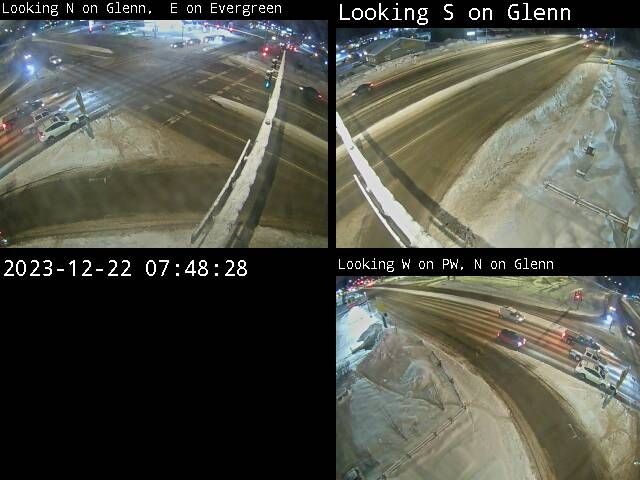 Looking N on Glenn,  E on Evergreen
Looking S on Glenn
2023-12-22 07:48:28
Looking W on PW, N on Glenn